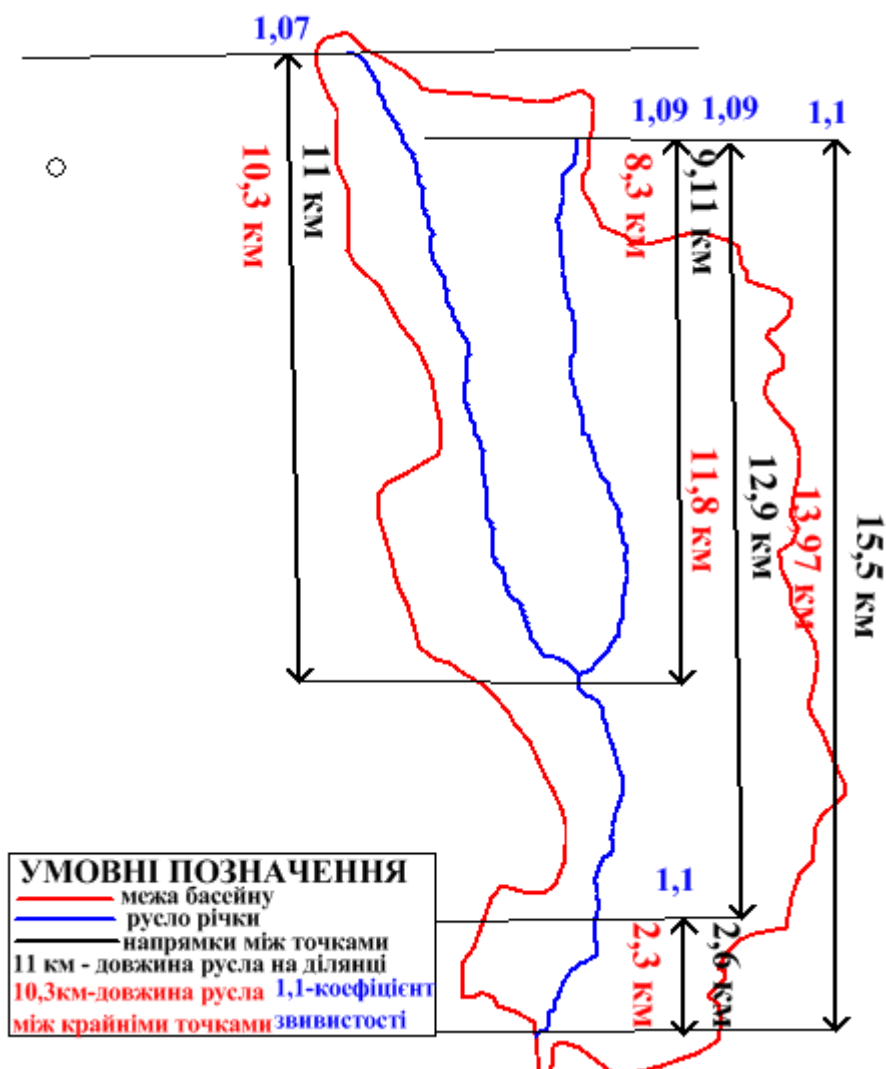 1,07
1,09 1,09 1,1
10,3 км
11 км
8,3 км
9,11 км
11,8 км
12,9 км
13,97 км
15,5 км
1,1
2,3 км
2,6 км
УМОВНІ ПОЗНАЧЕННЯ
межа басейну
русло річки
напрямки між точками
11 км - довжина русла на ділянці
10,3км-довжина русла 1,1-коефіцієнт
між крайніми точками звивистості